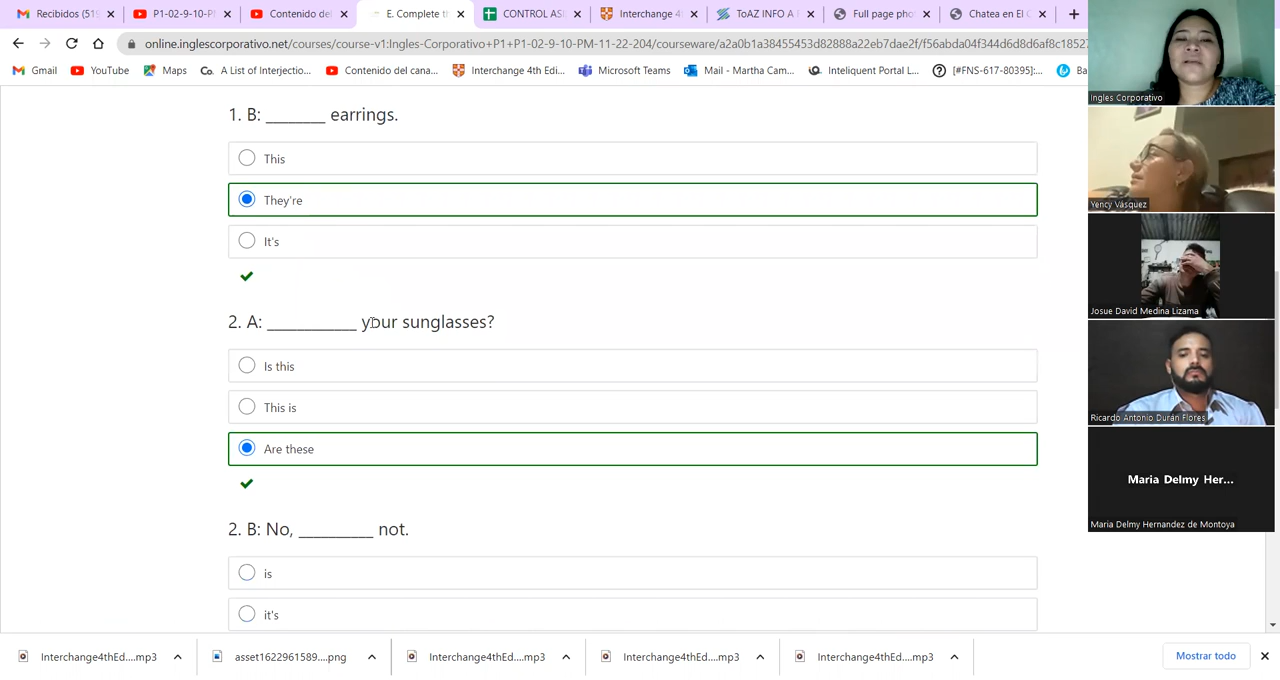 Recibidos (51
P1-02-9-10-P
Contenido de
E. Complete t
CONTROL ASI
Interchange 4
ToAZ INFO A
Full page pho
Chatea en El C
online.inglescorporativo.net/courses/course-v1:Ingles-Corporativo+P1+P1-02-9-10-PM-11-22-204/courseware/a2a0b1a38455453d82888a22eb7dae2f/f56abda04f344d6d8d6af8c1852
Gmail
YouTube
Maps
A List of Interjectio...
Contenido del cana...
Interchange 4th Edi...
Microsoft Teams
Mail - Martha Cam...
Inteliquent Portal L...
[#FNS-617-80395]:...
Ba
1. B: ________ earrings.
This
They're
It's
2. A: ____________ your sunglasses?
Is this
This is
Are these
2. B: No, __________ not.
is
it's
Ingles Corporativo
Yency Vásquez
Josue David Medina Lizama
Ricardo Antonio Durán Flores
Maria Delmy Her...
Maria Delmy Hernandez de Montoya
Interchange4thEd....mp3
asset1622961589....png
Interchange4thEd....mp3
Interchange4thEd....mp3
Interchange4thEd....mp3
Mostrar todo